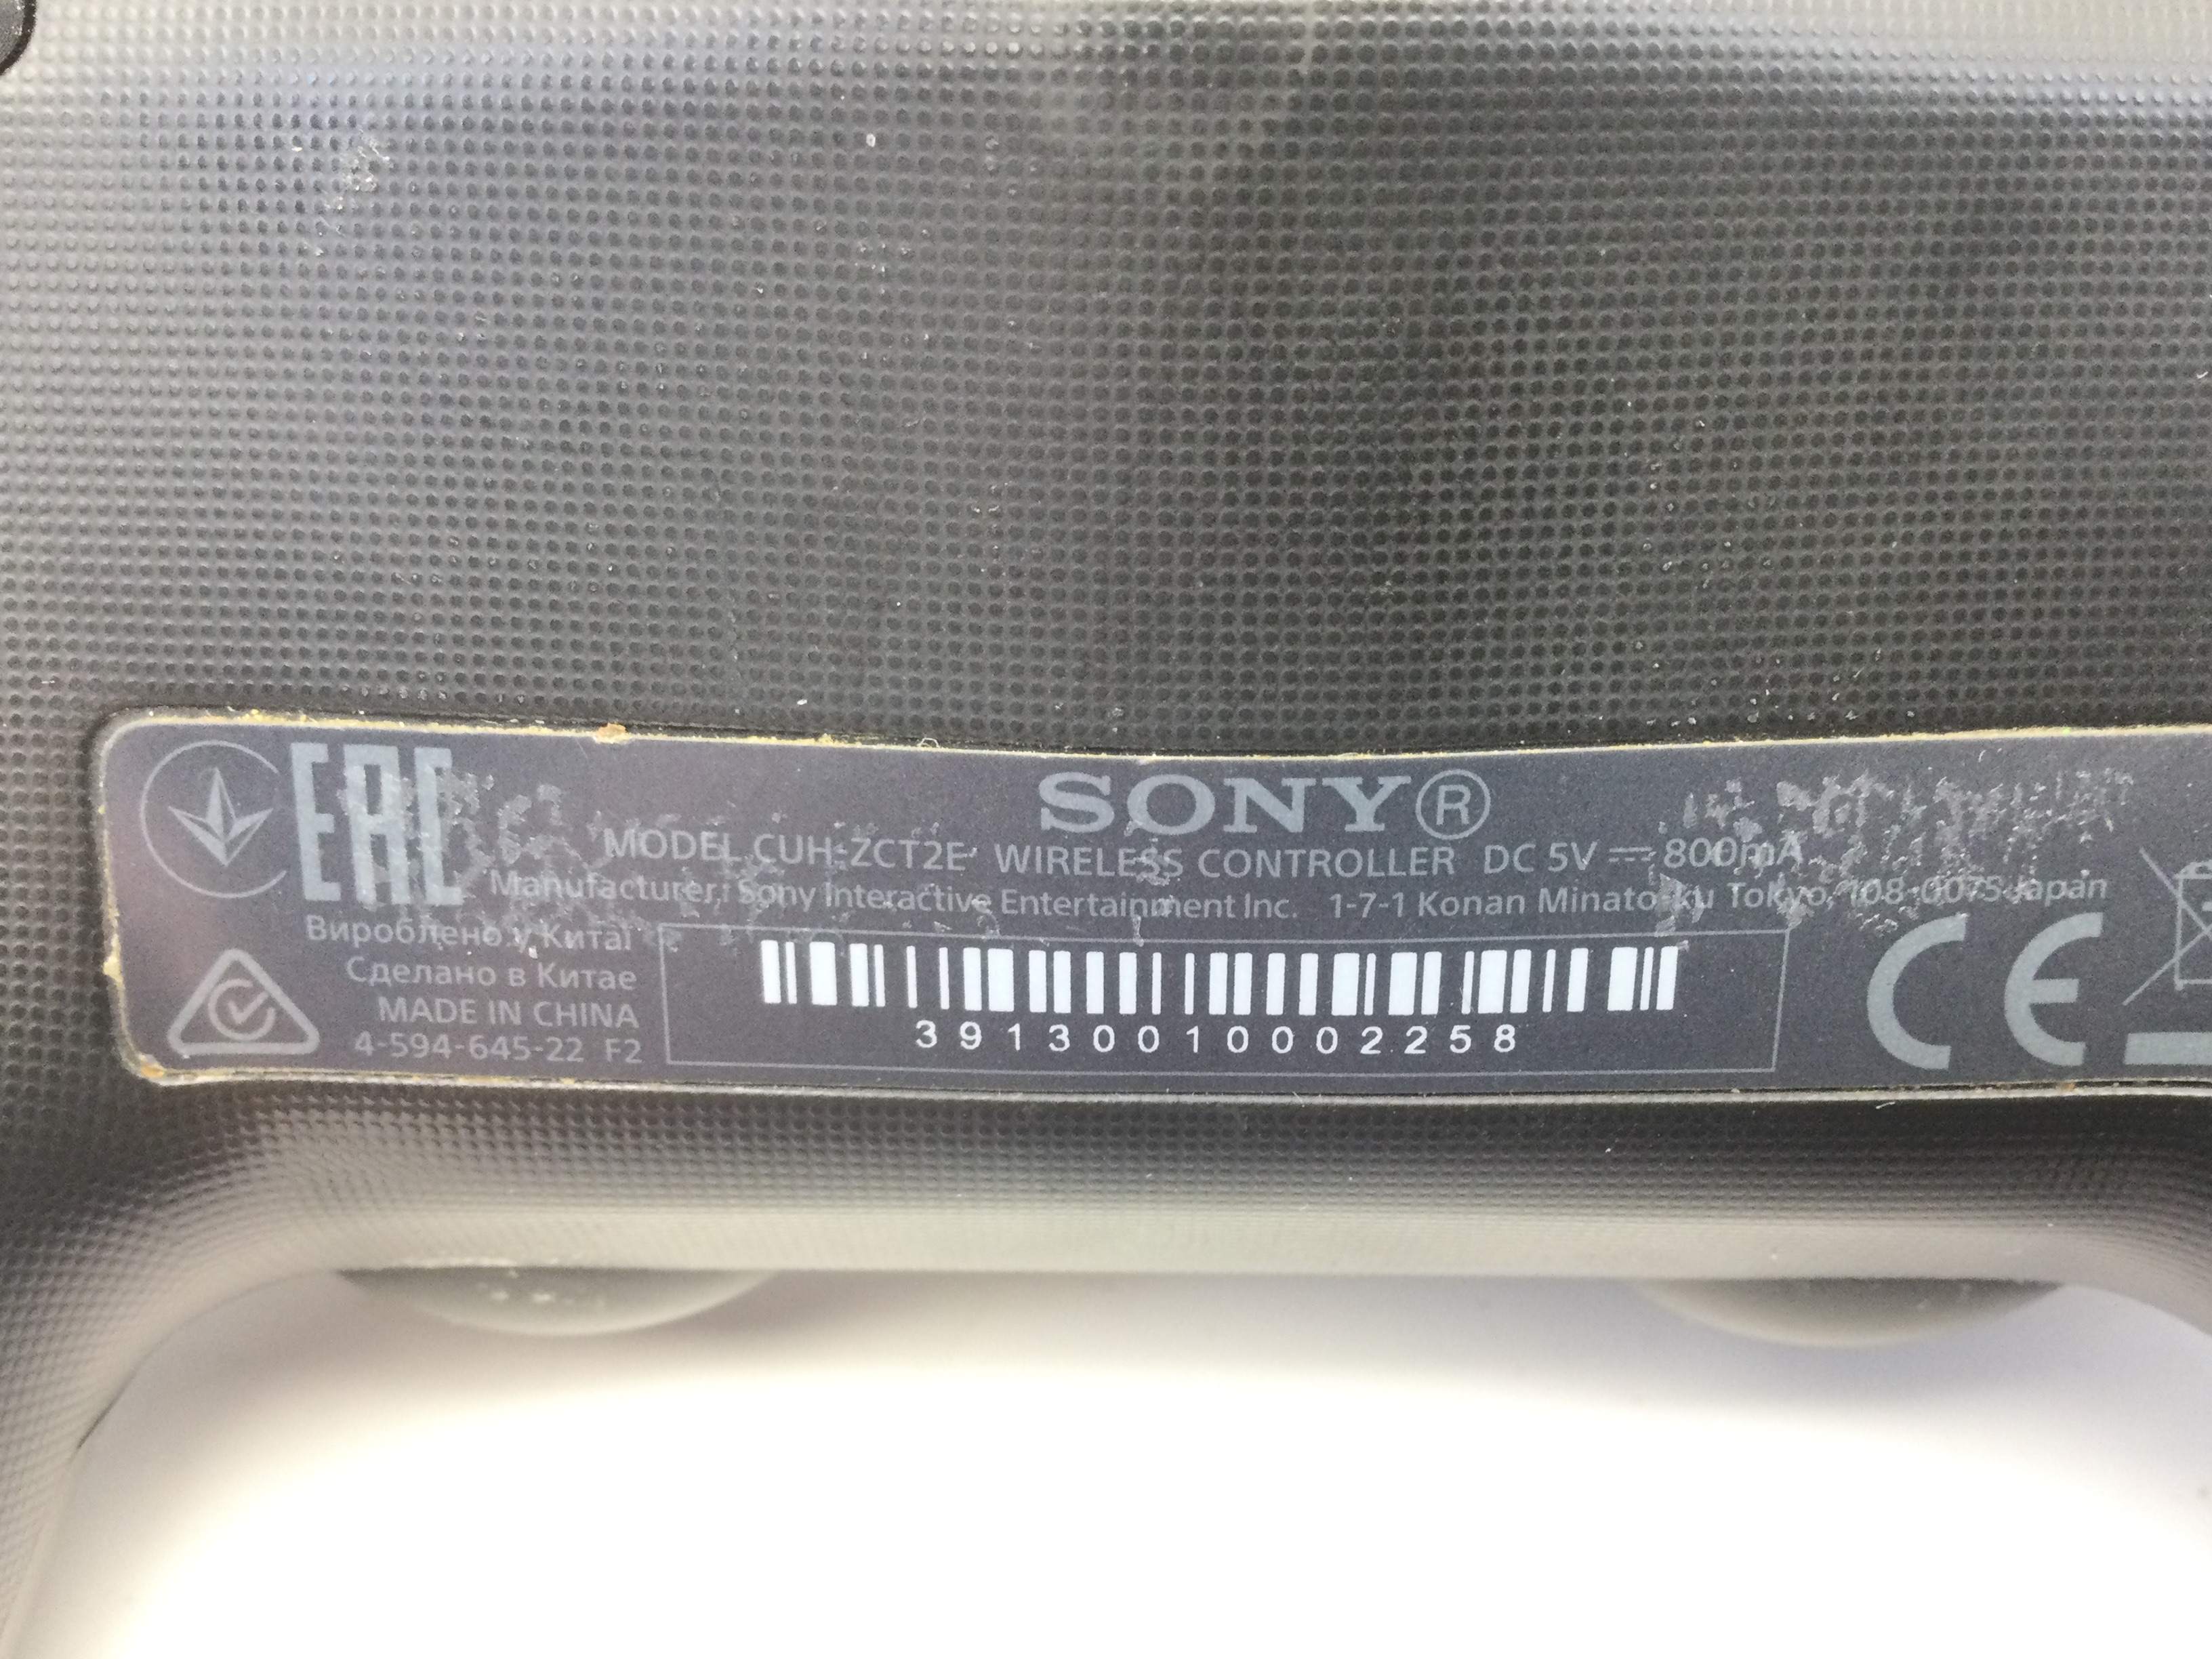 EAC
SONY®
MODEL CUH-ZCT2E WIRELESS CONTROLLER DC 5V ⎓ 800mA
Manufacturer: Sony Interactive Entertainment Inc. 1-7-1 Konan Minato-ku Tokyo, 108-0075 Japan
Вироблено у Китаї
Сделано в Китае
MADE IN CHINA
4-594-645-22 F2
39130010002258
CE